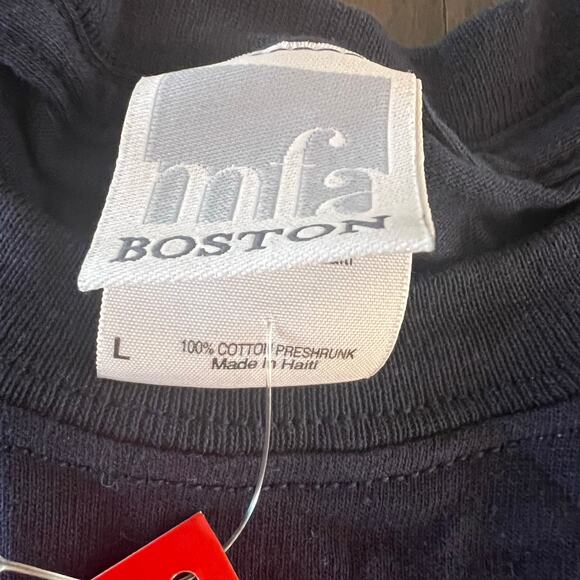 mfa
BOSTON
L
100% COTTON PRESHRUNK
Made in Haiti